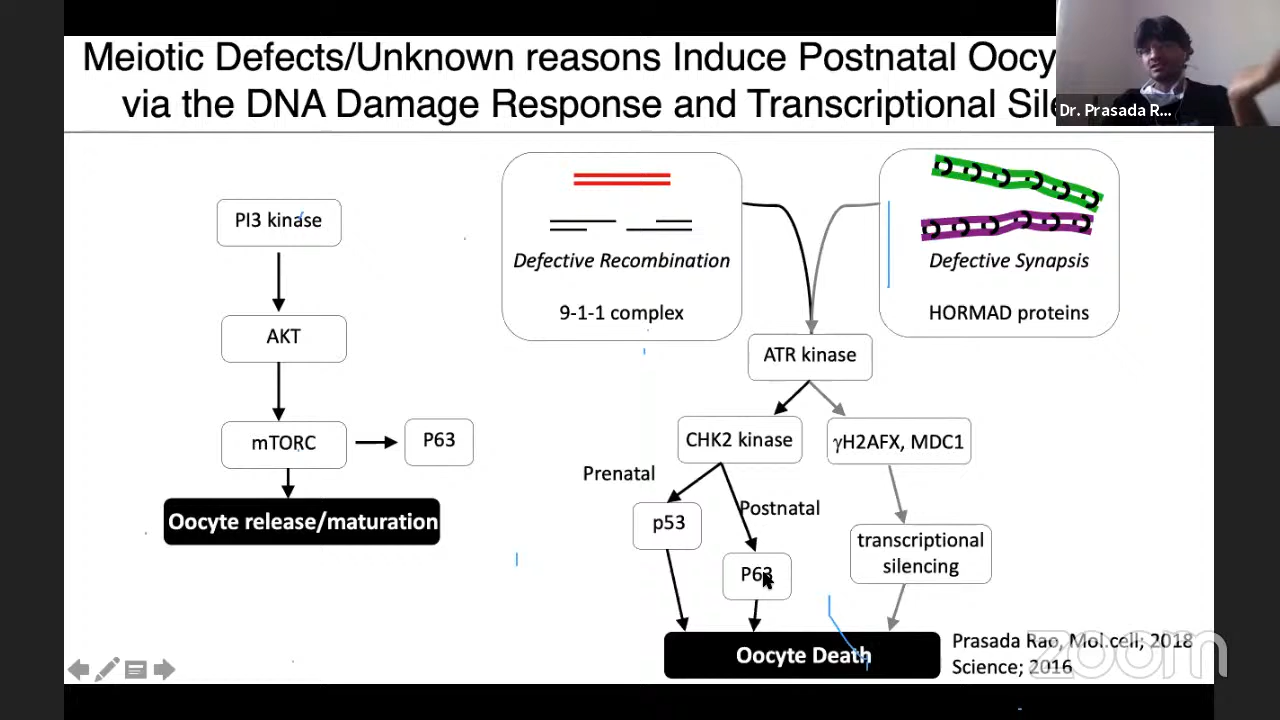 Meiotic Defects/Unknown reasons Induce Postnatal
via the DNA Damage Response and Transcriptional
Dr. Prasada R...
PI3 kinase
AKT
mTORC
P63
Oocyte release/maturation
Defective Recombination
9-1-1 complex
Defective Synapsis
HORMAD proteins
ATR kinase
CHK2 kinase
γH2AFX, MDC1
Prenatal
Postnatal
p53
P63
transcriptional
silencing
Oocyte Death
Prasada Rao, Mol.cell; 2018
Science; 2016
zoom